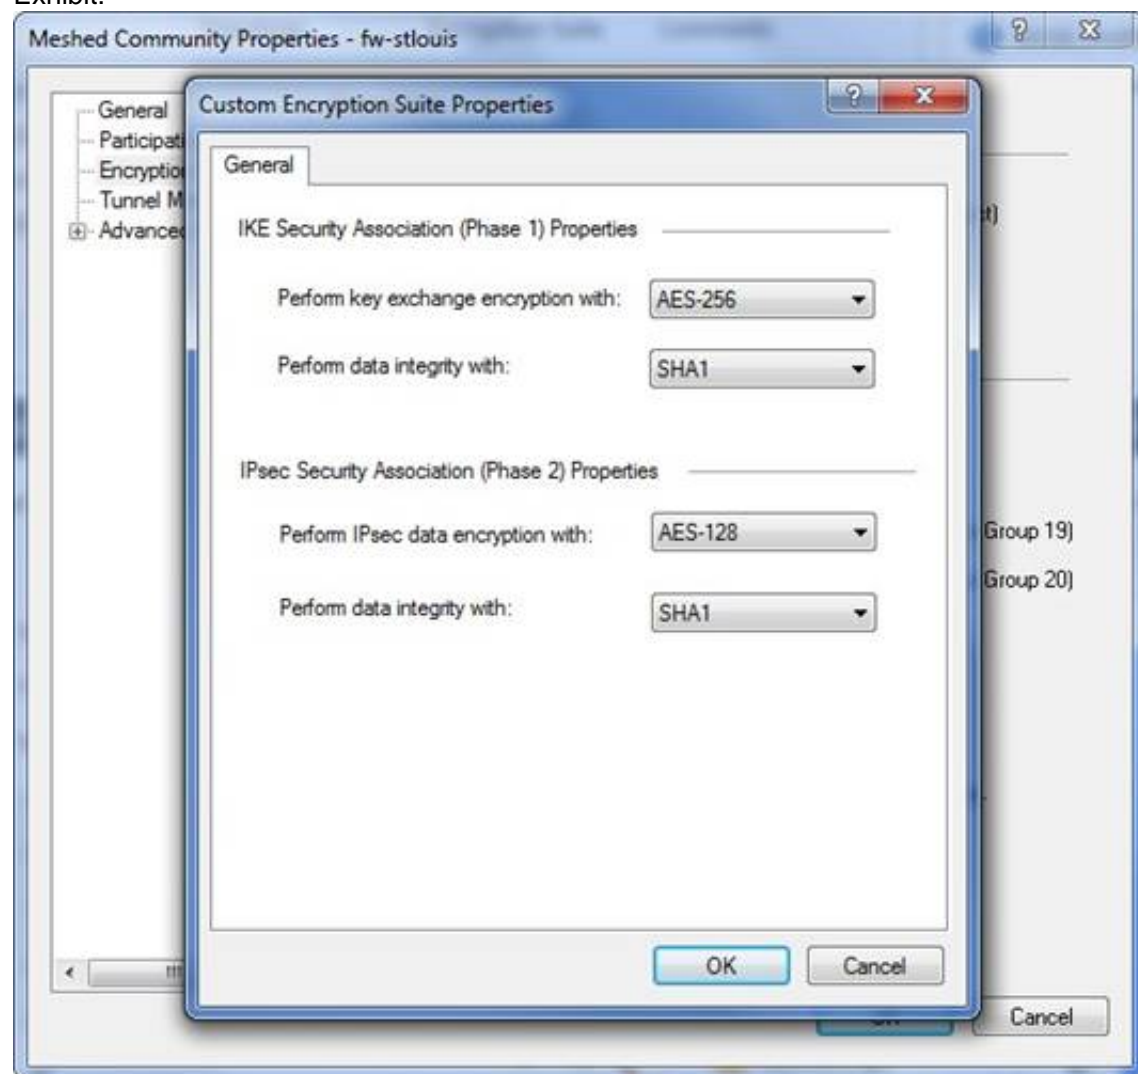 Exhibit:
Meshed Community Properties - fw-stlouis
General
Participati
Encryption
Tunnel M
Advanced
Custom Encryption Suite Properties
General
IKE Security Association (Phase 1) Properties
Perform key exchange encryption with: AES-256
Perform data integrity with: SHA1
IPsec Security Association (Phase 2) Properties
Perform IPsec data encryption with: AES-128
Perform data integrity with: SHA1
OK Cancel
t)
Group 19)
Group 20)
Cancel